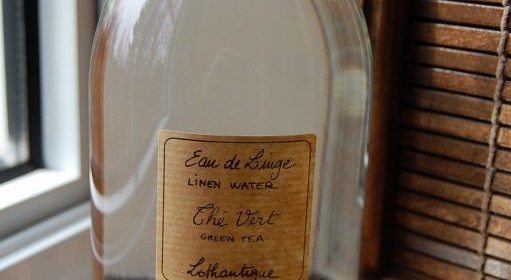 Eau de Linge
LINEN WATER
Thé Vert
GREEN TEA
Lothantique